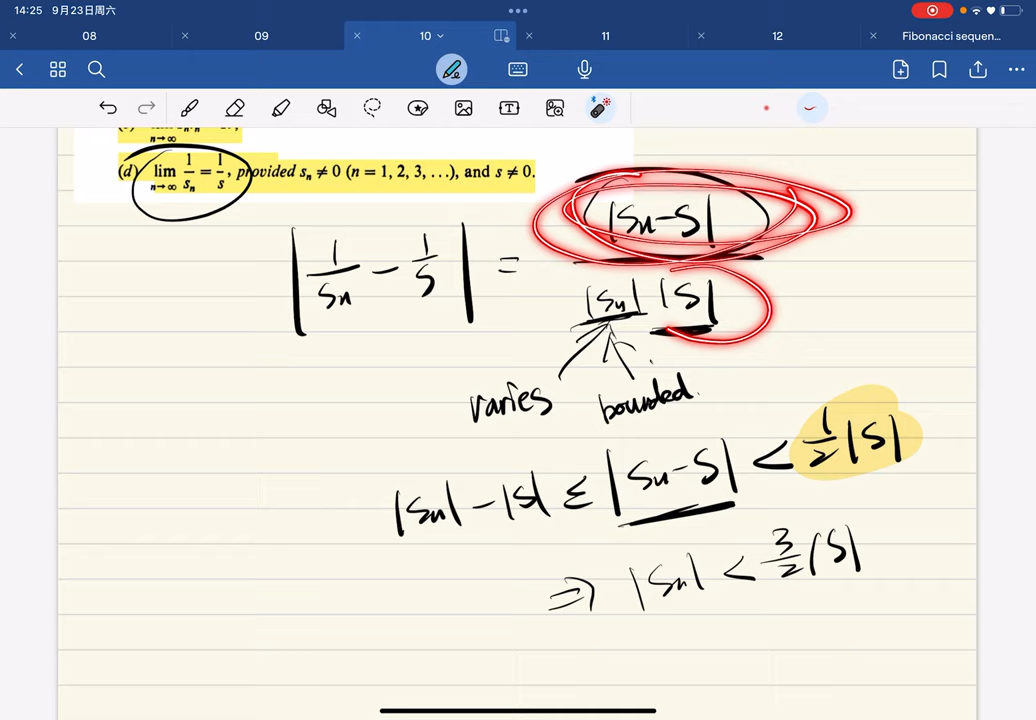 14:25 9月23日周六
08 09 10 11 12 Fibonacci sequen...
(d) lim n→∞ 1/sₙ = 1/s, provided sₙ ≠ 0 (n = 1, 2, 3, ...), and s ≠ 0.
|1/Sn − 1/S| = |Sn−S| / |Sn| |S|
varies bounded.
|Sn| − |S| ≤ |Sn−S| < 1/2 |S|
⇒ |Sn| < 3/2 |S|